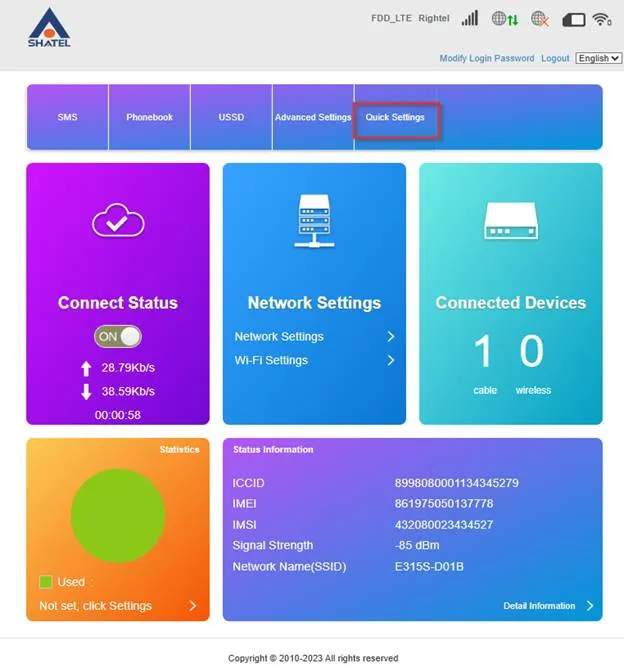 FDD_LTE Rightel
SHATEL
Modify Login Password Logout English
SMS Phonebook USSD Advanced Settings Quick Settings
Connect Status
ON
28.79Kb/s
38.59Kb/s
00:00:58
Network Settings
Network Settings
Wi-Fi Settings
Connected Devices
1 0
cable wireless
Statistics
Used :
Not set, click Settings
Status Information
ICCID 8998080001134345279
IMEI 861975050137778
IMSI 432080023434527
Signal Strength -85 dBm
Network Name(SSID) E315S-D01B
Detail Information
Copyright © 2010-2023 All rights reserved